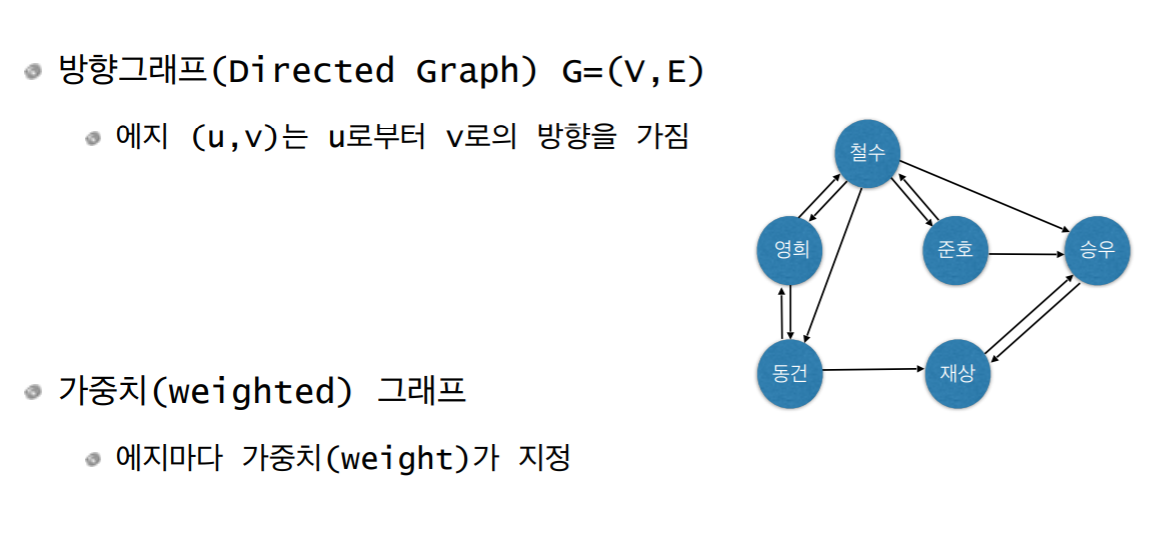 방향그래프(Directed Graph) G=(V,E)
에지 (u,v)는 u로부터 v로의 방향을 가짐
철수
영희
준호
승우
동건
재상
가중치(weighted) 그래프
에지마다 가중치(weight)가 지정